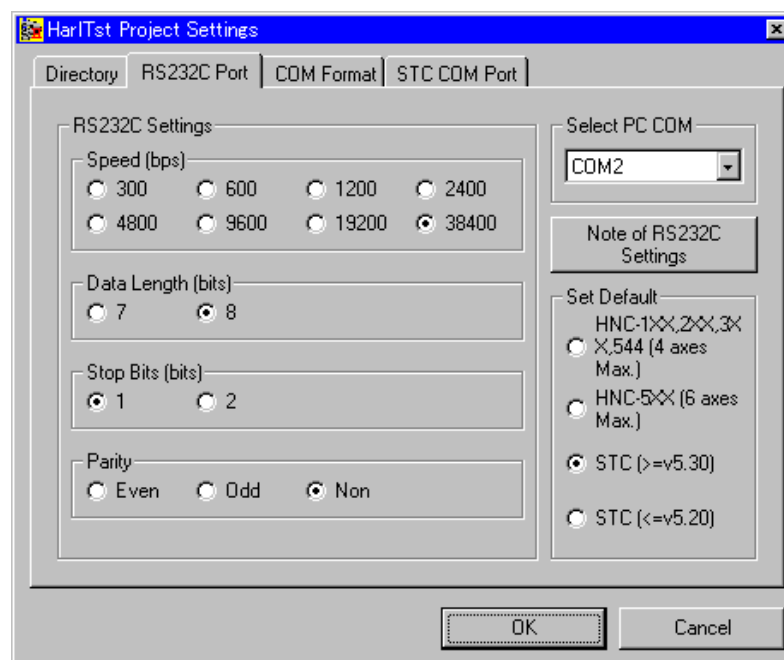 HarITst Project Settings
Directory RS232C Port COM Format STC COM Port
RS232C Settings
Speed (bps)
300 600 1200 2400
4800 9600 19200 38400
Data Length (bits)
7 8
Stop Bits (bits)
1 2
Parity
Even Odd Non
Select PC COM
COM2
Note of RS232C
Settings
Set Default
HNC-1XX,2XX,3X
X,544 (4 axes
Max.)
HNC-5XX (6 axes
Max.)
STC (>=v5.30)
STC (<=v5.20)
OK Cancel